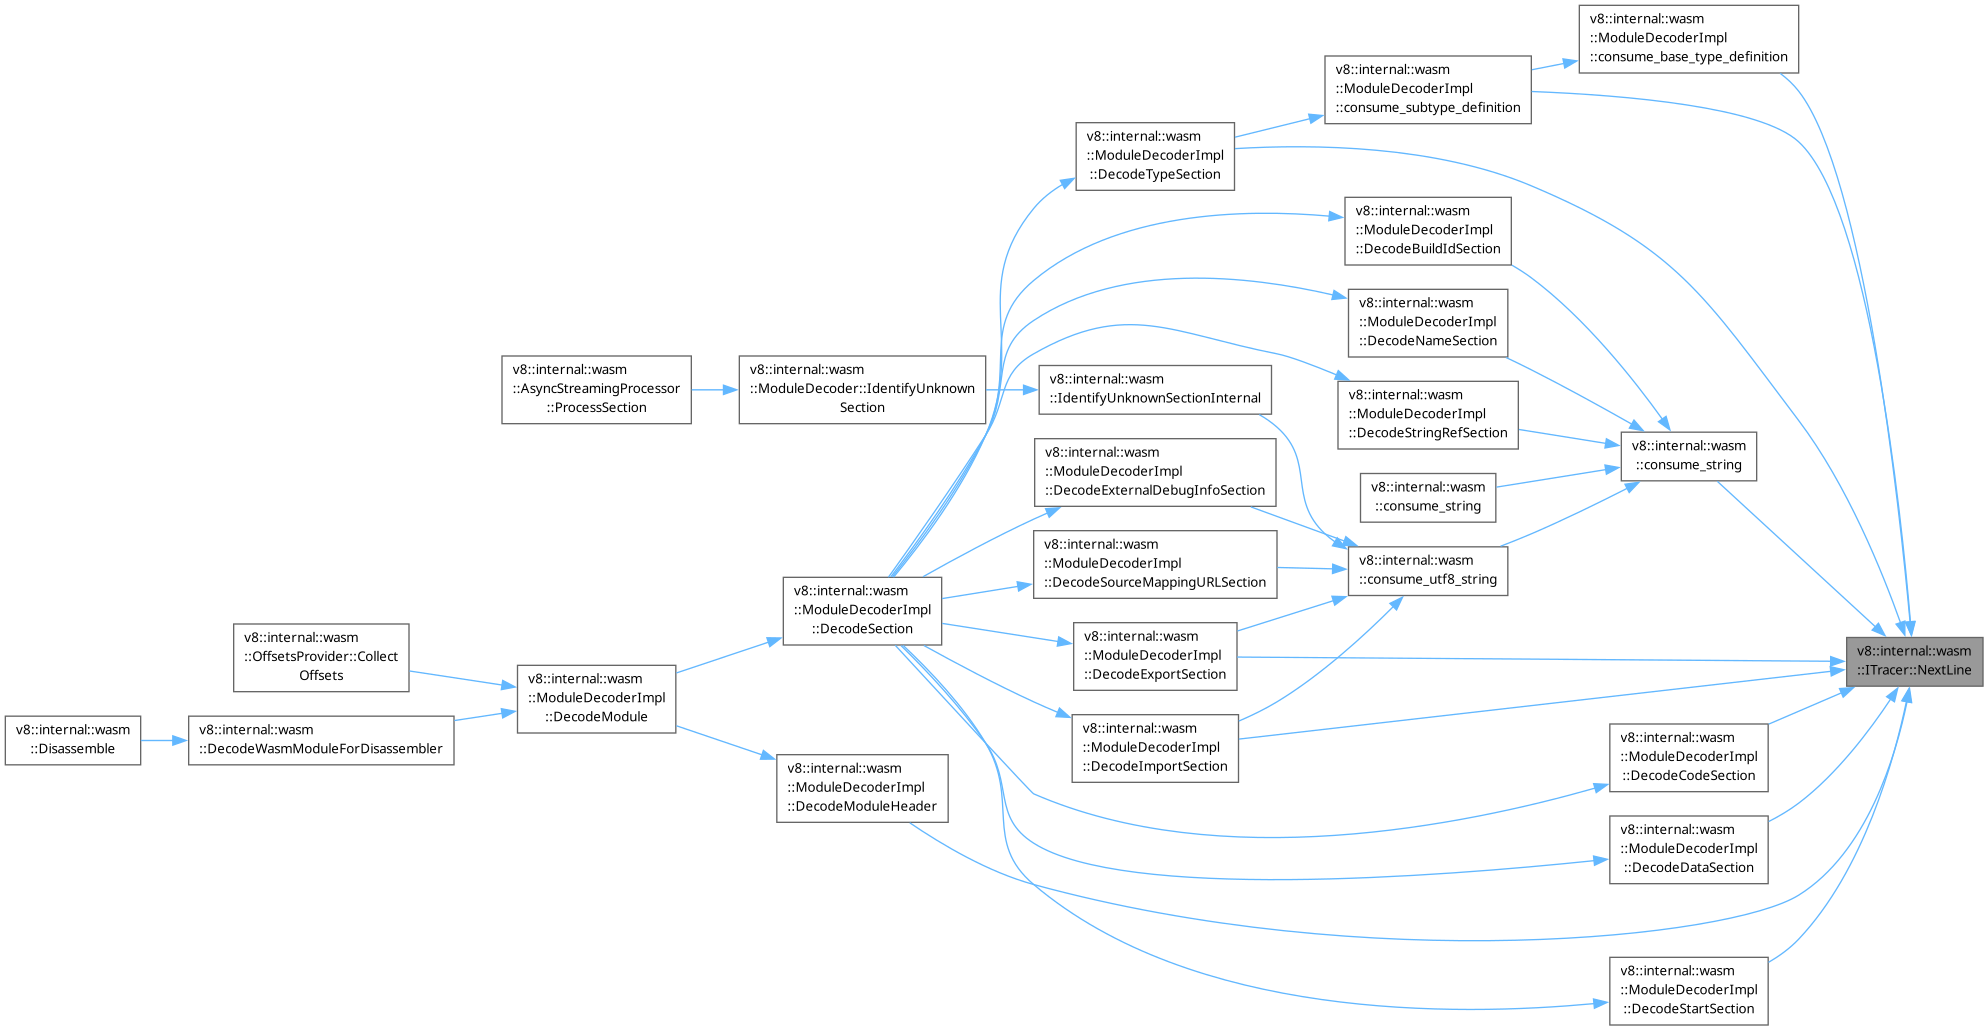 v8::internal::wasm
::ModuleDecoderImpl
::consume_base_type_definition
v8::internal::wasm
::ModuleDecoderImpl
::consume_subtype_definition
v8::internal::wasm
::ModuleDecoderImpl
::DecodeTypeSection
v8::internal::wasm
::ModuleDecoderImpl
::DecodeBuildIdSection
v8::internal::wasm
::ModuleDecoderImpl
::DecodeNameSection
v8::internal::wasm
::AsyncStreamingProcessor
::ProcessSection
v8::internal::wasm
::ModuleDecoder::IdentifyUnknown
Section
v8::internal::wasm
::IdentifyUnknownSectionInternal
v8::internal::wasm
::ModuleDecoderImpl
::DecodeStringRefSection
v8::internal::wasm
::consume_string
v8::internal::wasm
::ModuleDecoderImpl
::DecodeExternalDebugInfoSection
v8::internal::wasm
::consume_string
v8::internal::wasm
::ModuleDecoderImpl
::DecodeSourceMappingURLSection
v8::internal::wasm
::consume_utf8_string
v8::internal::wasm
::ModuleDecoderImpl
::DecodeSection
v8::internal::wasm
::OffsetsProvider::Collect
Offsets
v8::internal::wasm
::ModuleDecoderImpl
::DecodeExportSection
v8::internal::wasm
::ITracer::NextLine
v8::internal::wasm
::ModuleDecoderImpl
::DecodeModule
v8::internal::wasm
::Disassemble
v8::internal::wasm
::DecodeWasmModuleForDisassembler
v8::internal::wasm
::ModuleDecoderImpl
::DecodeImportSection
v8::internal::wasm
::ModuleDecoderImpl
::DecodeCodeSection
v8::internal::wasm
::ModuleDecoderImpl
::DecodeModuleHeader
v8::internal::wasm
::ModuleDecoderImpl
::DecodeDataSection
v8::internal::wasm
::ModuleDecoderImpl
::DecodeStartSection